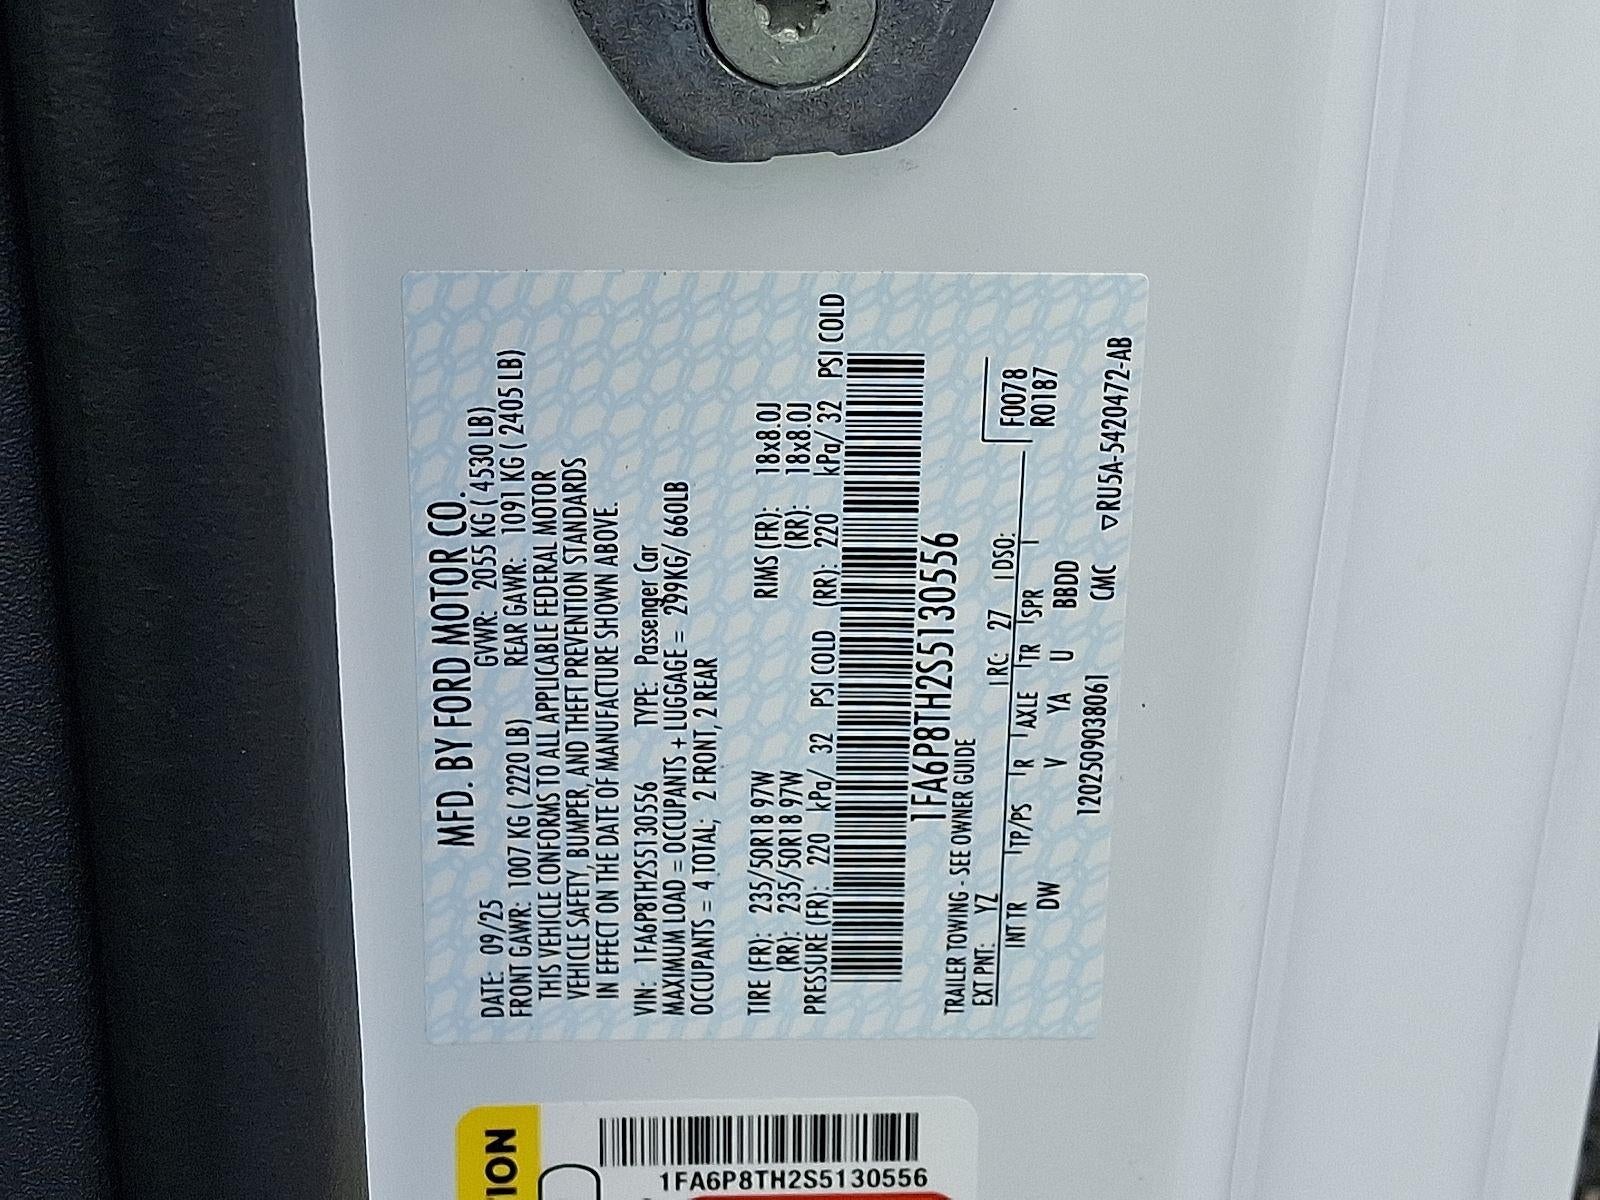 MFD. BY FORD MOTOR CO.
DATE: 09/25 GVWR: 2055 KG ( 4530 LB)
FRONT GAWR: 1007 KG ( 2220 LB) REAR GAWR: 1091 KG ( 2405 LB)
THIS VEHICLE CONFORMS TO ALL APPLICABLE FEDERAL MOTOR
VEHICLE SAFETY, BUMPER, AND THEFT PREVENTION STANDARDS
IN EFFECT ON THE DATE OF MANUFACTURE SHOWN ABOVE.
VIN: 1FA6P8TH2S5130556 TYPE: Passenger Car
MAXIMUM LOAD = OCCUPANTS + LUGGAGE = 299KG/ 660LB
OCCUPANTS = 4 TOTAL; 2 FRONT, 2 REAR
TIRE (FR): 235/50R18 97W RIMS (FR): 18x8.0J
(RR): 235/50R18 97W (RR): 18x8.0J
PRESSURE (FR): 220 kPa/ 32 PSI COLD (RR): 220 kPa/ 32 PSI COLD
1FA6P8TH2S5130556
TRAILER TOWING - SEE OWNER GUIDE
EXT PNT: YZ RC: 27 DSO: F0078
INT TR TP/PS R AXLE TR SPR R0187
DW V YA U BBDD
1202509038061 CMC ▽RU5A-5420472-AB
TION
1FA6P8TH2S5130556